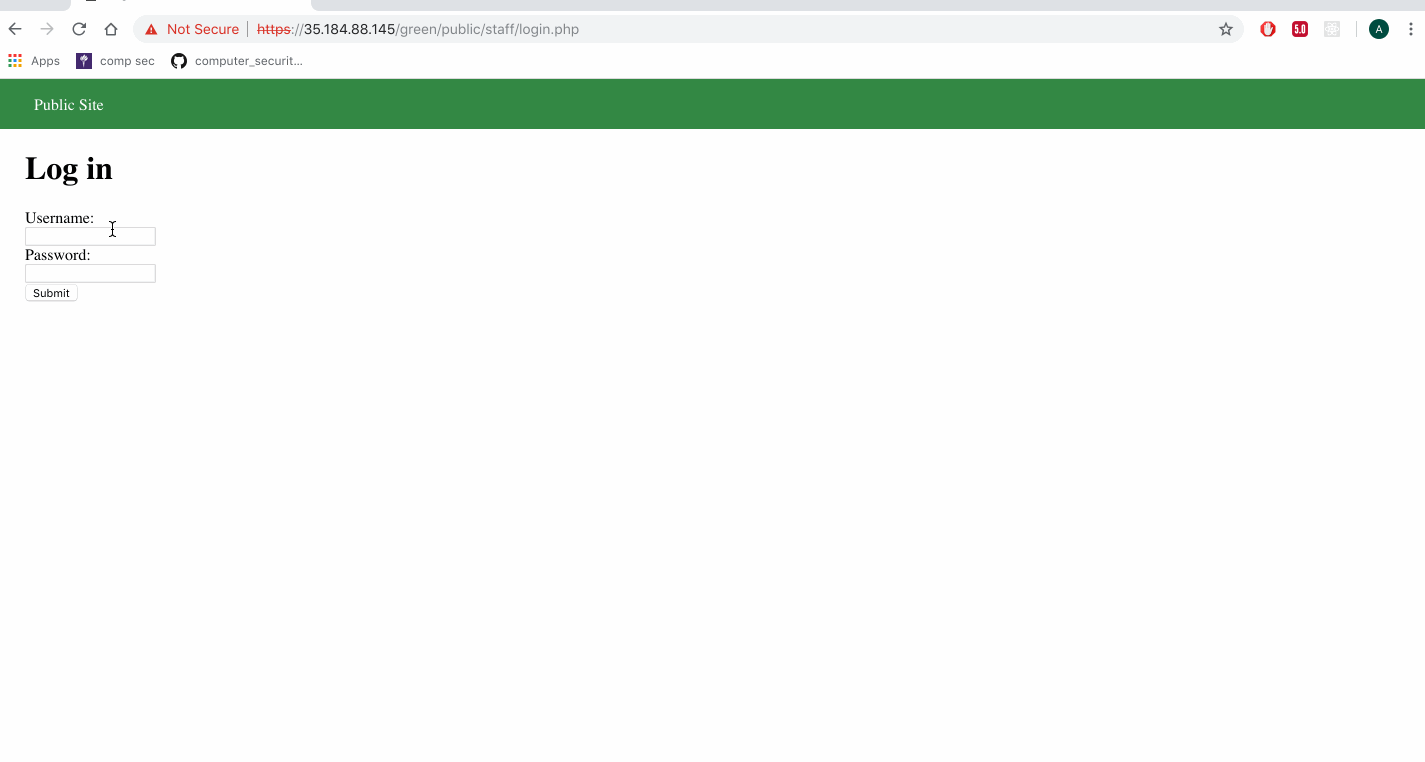 Not Secure https://35.184.88.145/green/public/staff/login.php 5.0 A
Apps comp sec computer_securit...
Public Site
Log in
Username:
Password:
Submit